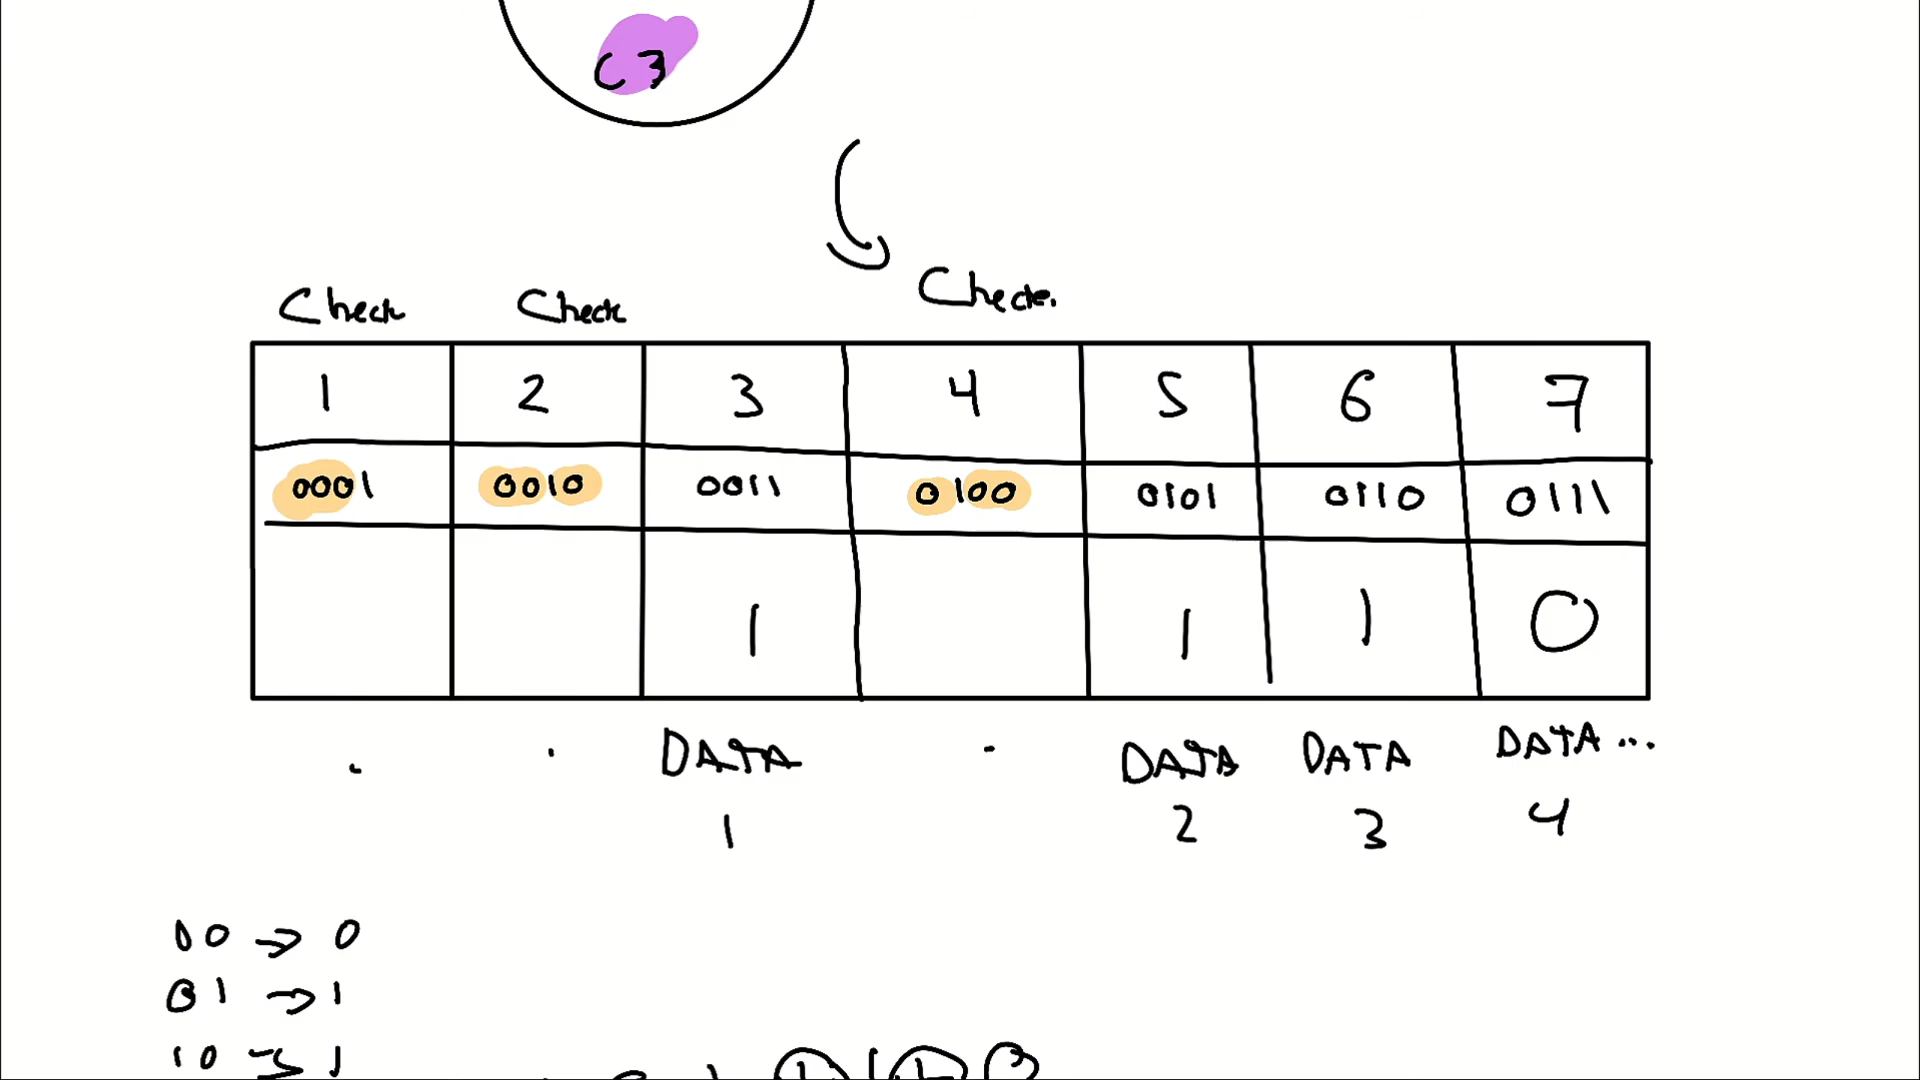 C3
Check Check Check.
1 2 3 4 5 6 7
0001 0010 0011 0100 0101 0110 0111
1 1 1 0
DATA DATA DATA DATA...
1 2 3 4
00 → 0
01 → 1
10 → 1